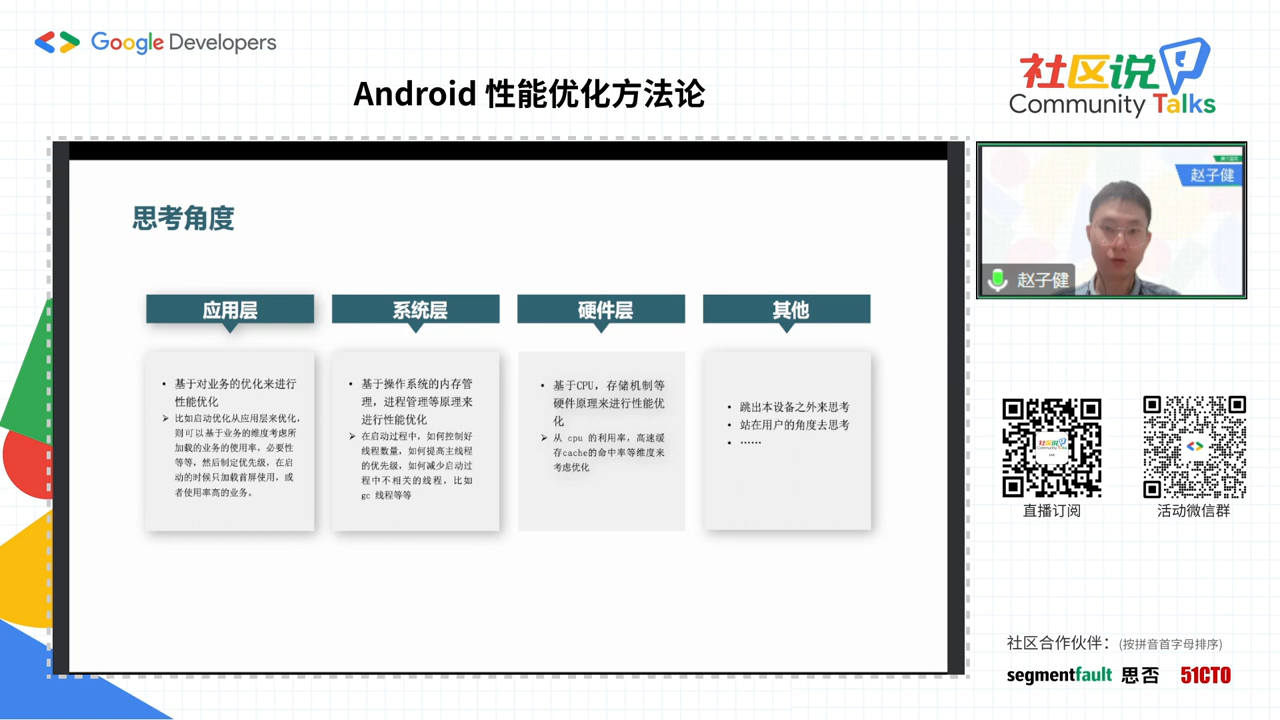 Google Developers
Android 性能优化方法论
社区说
Community Talks
思考角度
应用层
• 基于对业务的优化来进行
性能优化
➢ 比如启动优化从应用层来优化，
则可以基于业务的维度考虑所
加载的业务的使用率，必要性
等等，然后制定优先级，在启
动的时候只加载首屏使用，或
者使用率高的业务。
系统层
• 基于操作系统的内存管
理，进程管理等原理来
进行性能优化
➢ 在启动过程中，如何控制好
线程数量，如何提高主线程
的优先级，如何减少启动过
程中不相关的线程，比如
gc 线程等等
硬件层
• 基于CPU，存储机制等
硬件原理来进行性能优
化
➢ 从 cpu 的利用率，高速缓
存cache的命中率等维度来
考虑优化
其他
• 跳出本设备之外来思考
• 站在用户的角度去思考
• ……
赵子健
赵子健
直播订阅
活动微信群
社区合作伙伴：(按拼音首字母排序)
segmentfault 思否 51CTO